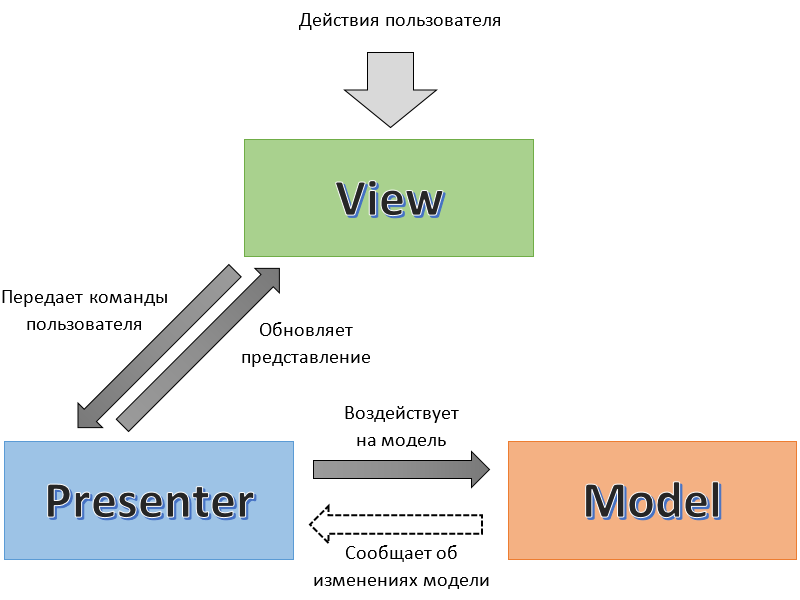 Действия пользователя
View
Передает команды
пользователя
Обновляет
представление
Воздействует
на модель
Presenter
Model
Сообщает об
изменениях модели